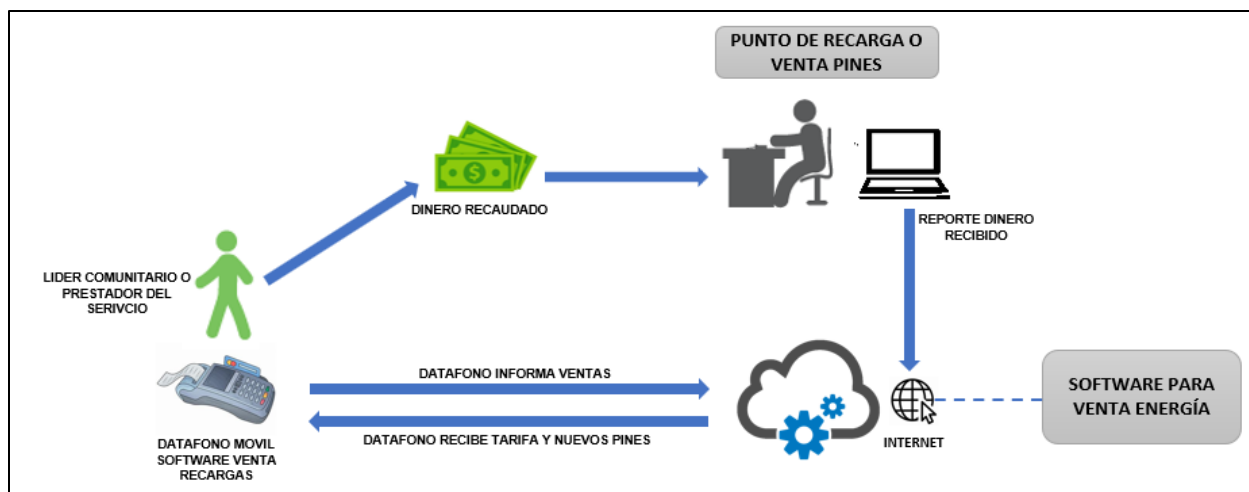 PUNTO DE RECARGA O
VENTA PINES
DINERO RECAUDADO
REPORTE DINERO
RECIBIDO
LIDER COMUNITARIO O
PRESTADOR DEL
SERIVCIO
DATAFONO INFORMA VENTAS
DATAFONO RECIBE TARIFA Y NUEVOS PINES
DATAFONO MOVIL
SOFTWARE VENTA
RECARGAS
INTERNET
SOFTWARE PARA
VENTA ENERGÍA